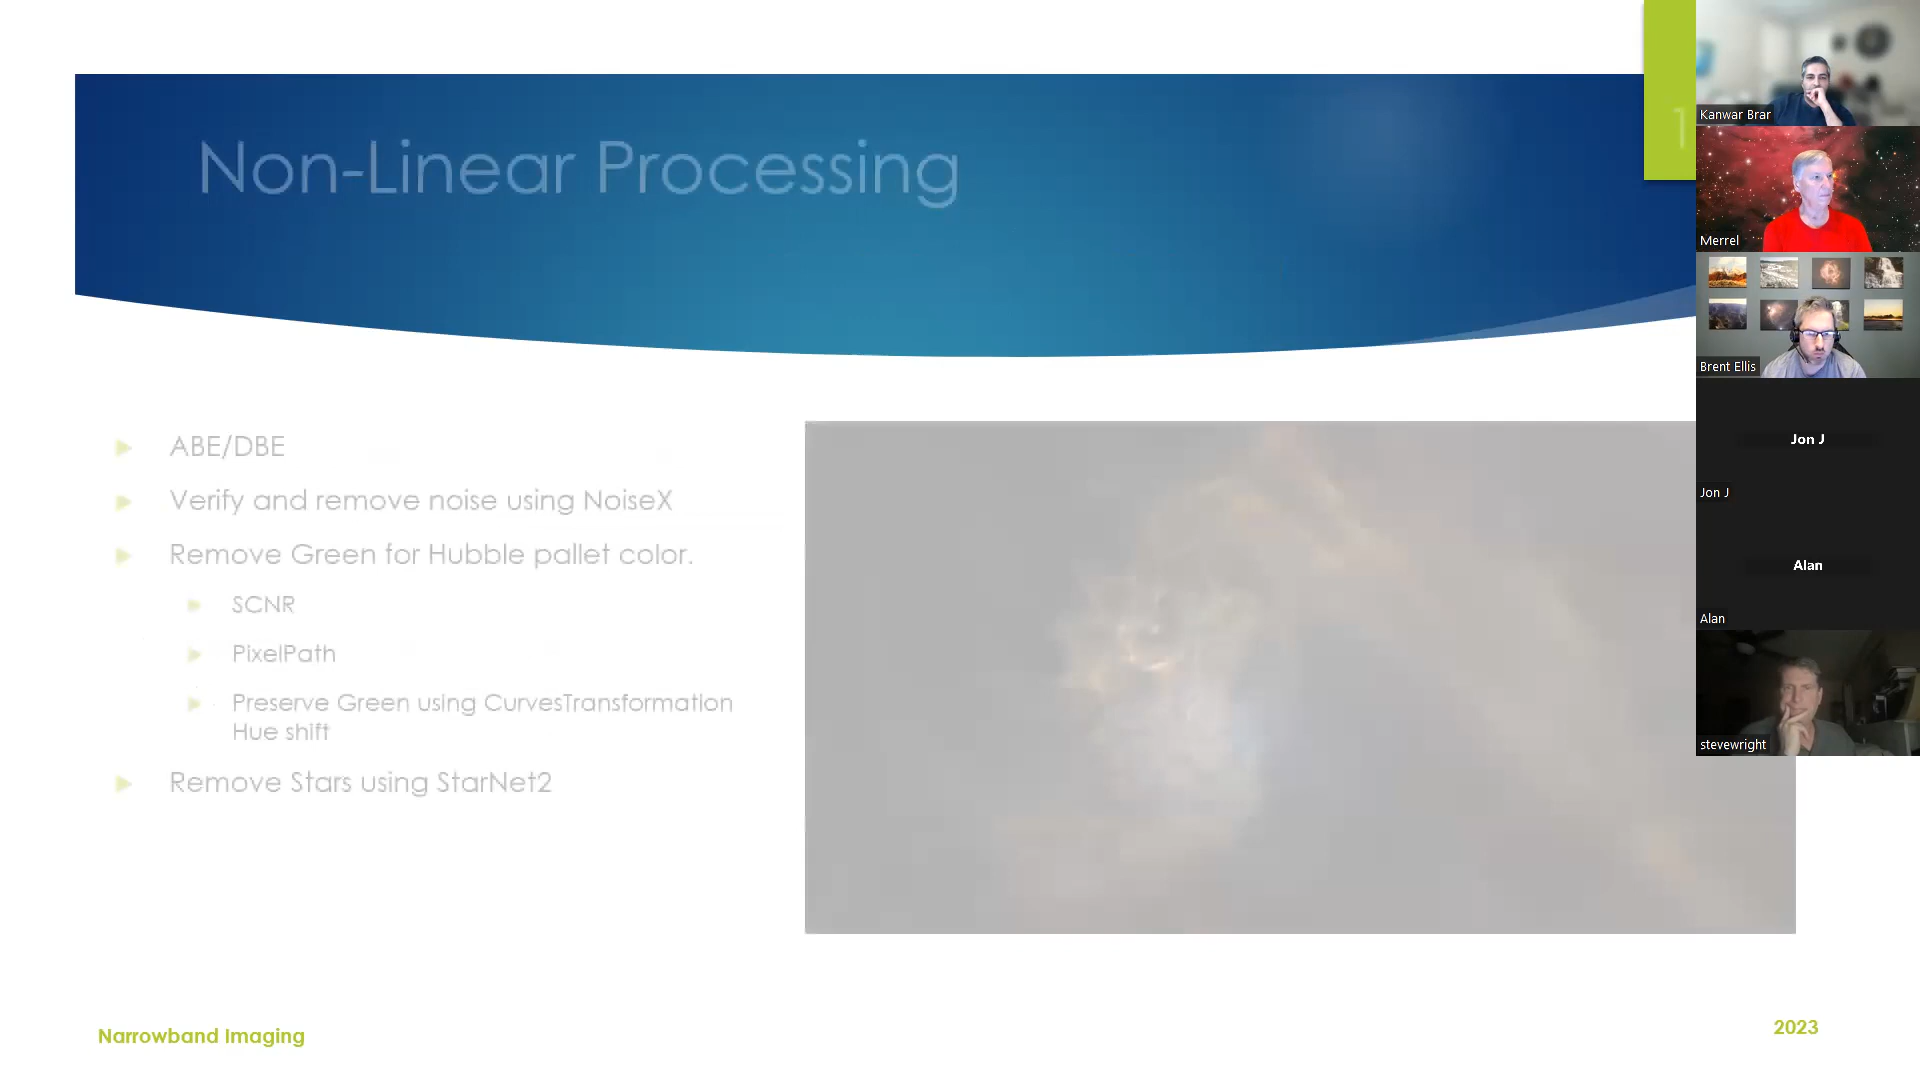 Non-Linear Processing
1
ABE/DBE
Verify and remove noise using NoiseX
Remove Green for Hubble pallet color.
SCNR
PixelPath
Preserve Green using CurvesTransformation
Hue shift
Remove Stars using StarNet2
Narrowband Imaging
2023
Kanwar Brar
Merrel
Brent Ellis
Jon J
Jon J
Alan
Alan
stevewright